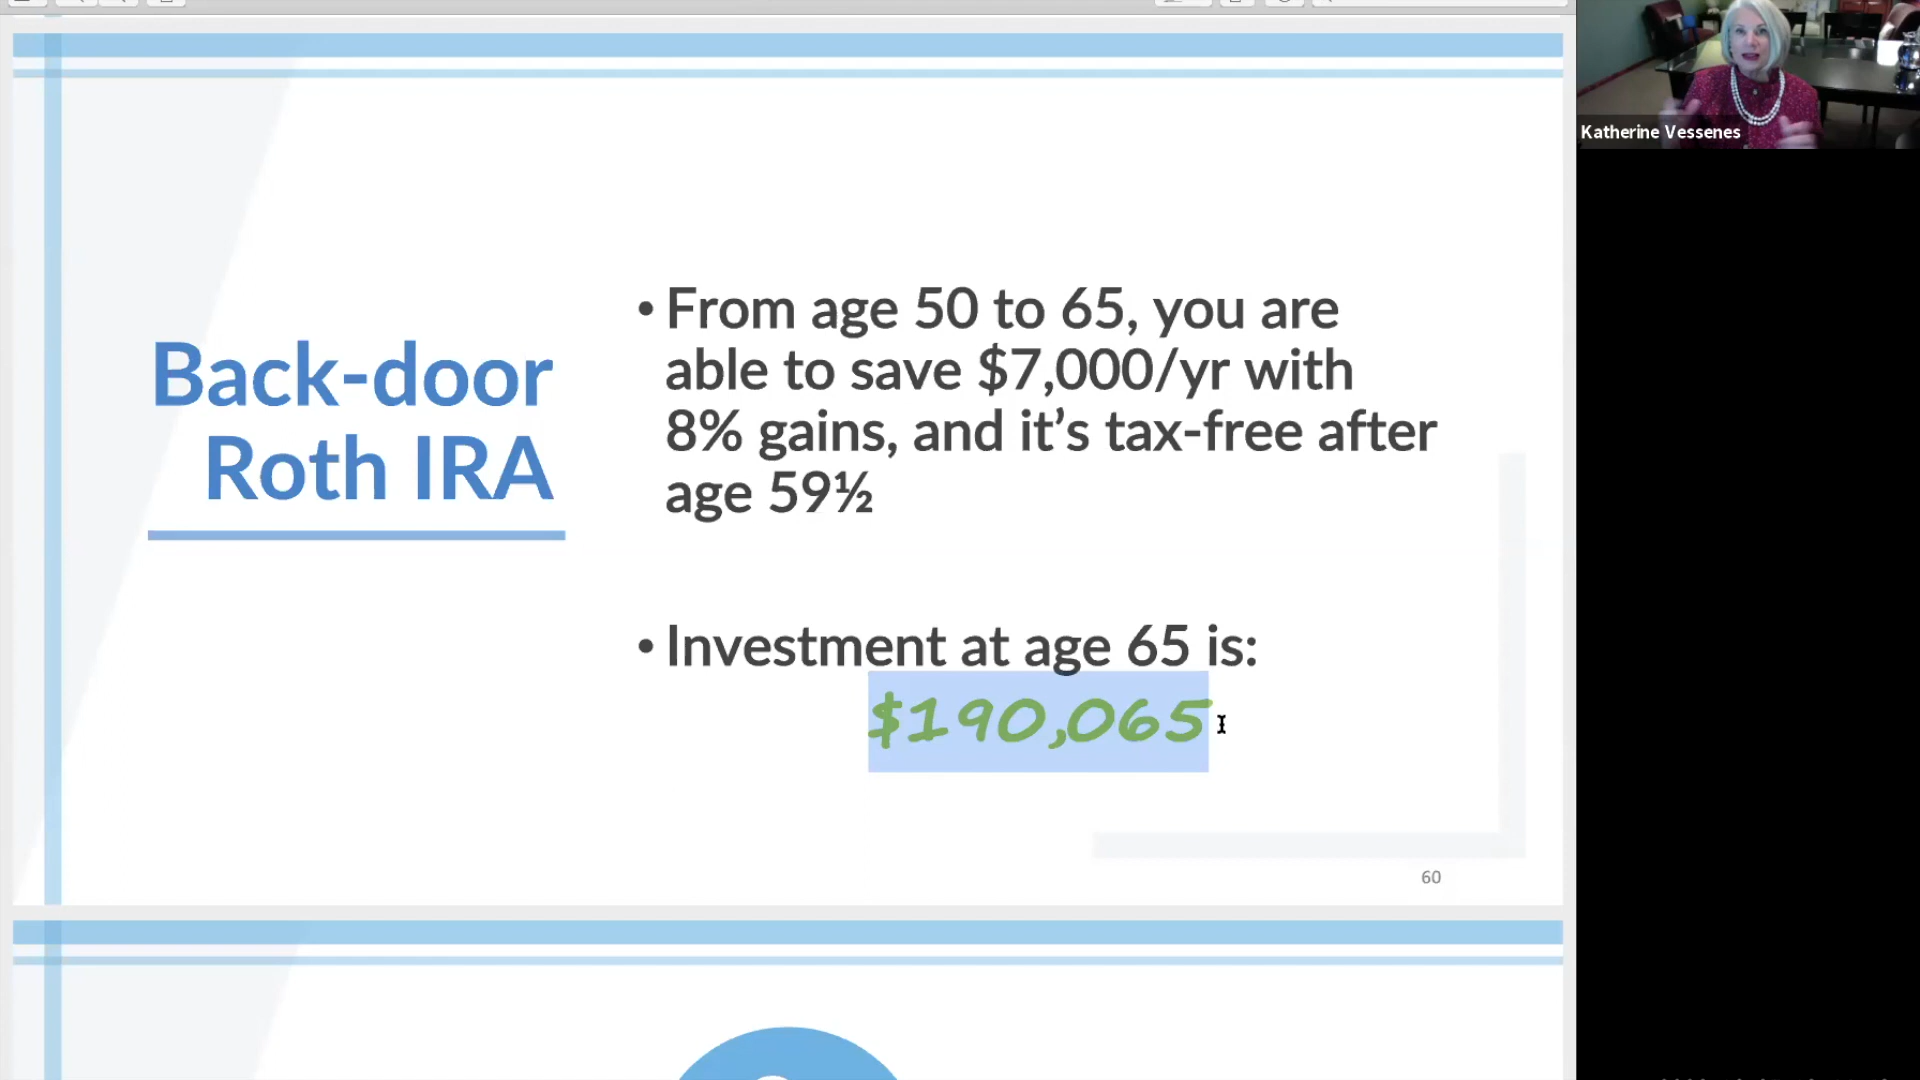 Katherine Vessenes
Back-door
Roth IRA
• From age 50 to 65, you are
able to save $7,000/yr with
8% gains, and it’s tax-free after
age 59½
• Investment at age 65 is:
$190,065
60